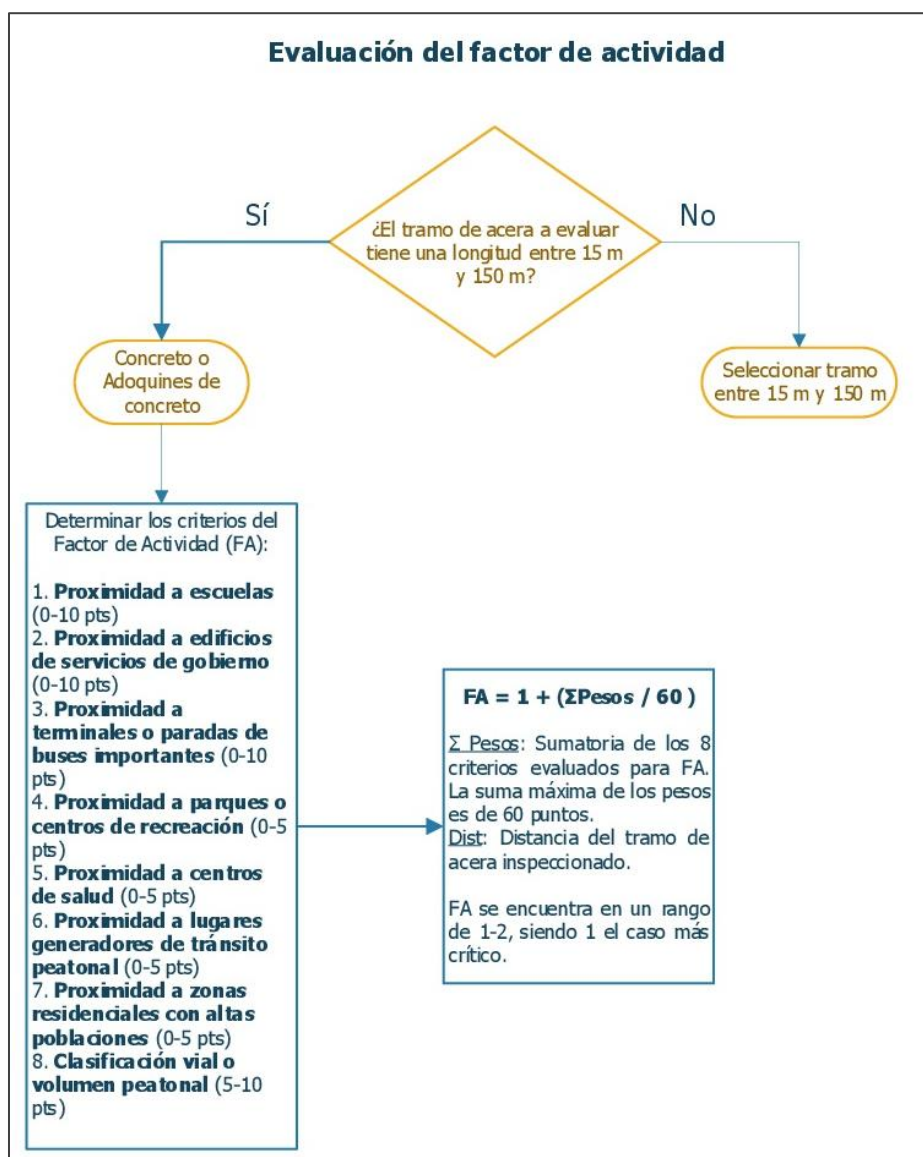 Evaluación del factor de actividad
¿El tramo de acera a evaluar
tiene una longitud entre 15 m
y 150 m?
Sí
No
Concreto o
Adoquines de
concreto
Seleccionar tramo
entre 15 m y 150 m
Determinar los criterios del
Factor de Actividad (FA):
1. Proximidad a escuelas
(0-10 pts)
2. Proximidad a edificios
de servicios de gobierno
(0-10 pts)
3. Proximidad a
terminales o paradas de
buses importantes (0-10
pts)
4. Proximidad a parques o
centros de recreación (0-5
pts)
5. Proximidad a centros
de salud (0-5 pts)
6. Proximidad a lugares
generadores de tránsito
peatonal (0-5 pts)
7. Proximidad a zonas
residenciales con altas
poblaciones (0-5 pts)
8. Clasificación vial o
volumen peatonal (5-10
pts)
FA = 1 + (ΣPesos / 60 )
Σ Pesos: Sumatoria de los 8
criterios evaluados para FA.
La suma máxima de los pesos
es de 60 puntos.
Dist: Distancia del tramo de
acera inspeccionado.
FA se encuentra en un rango
de 1-2, siendo 1 el caso más
crítico.